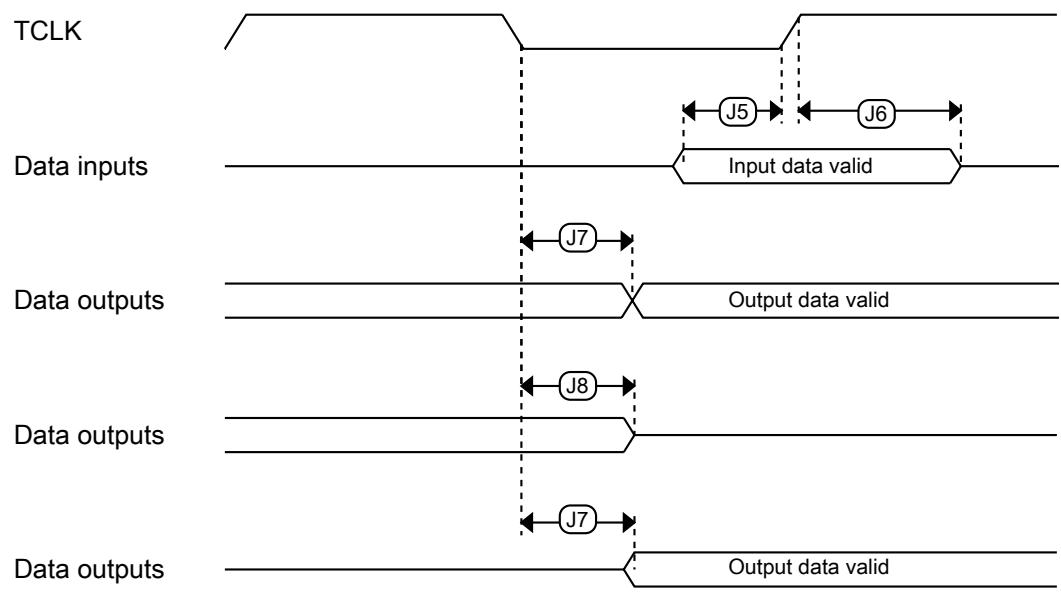 TCLK
J5
J6
Data inputs
Input data valid
J7
Data outputs
Output data valid
J8
Data outputs
J7
Data outputs
Output data valid